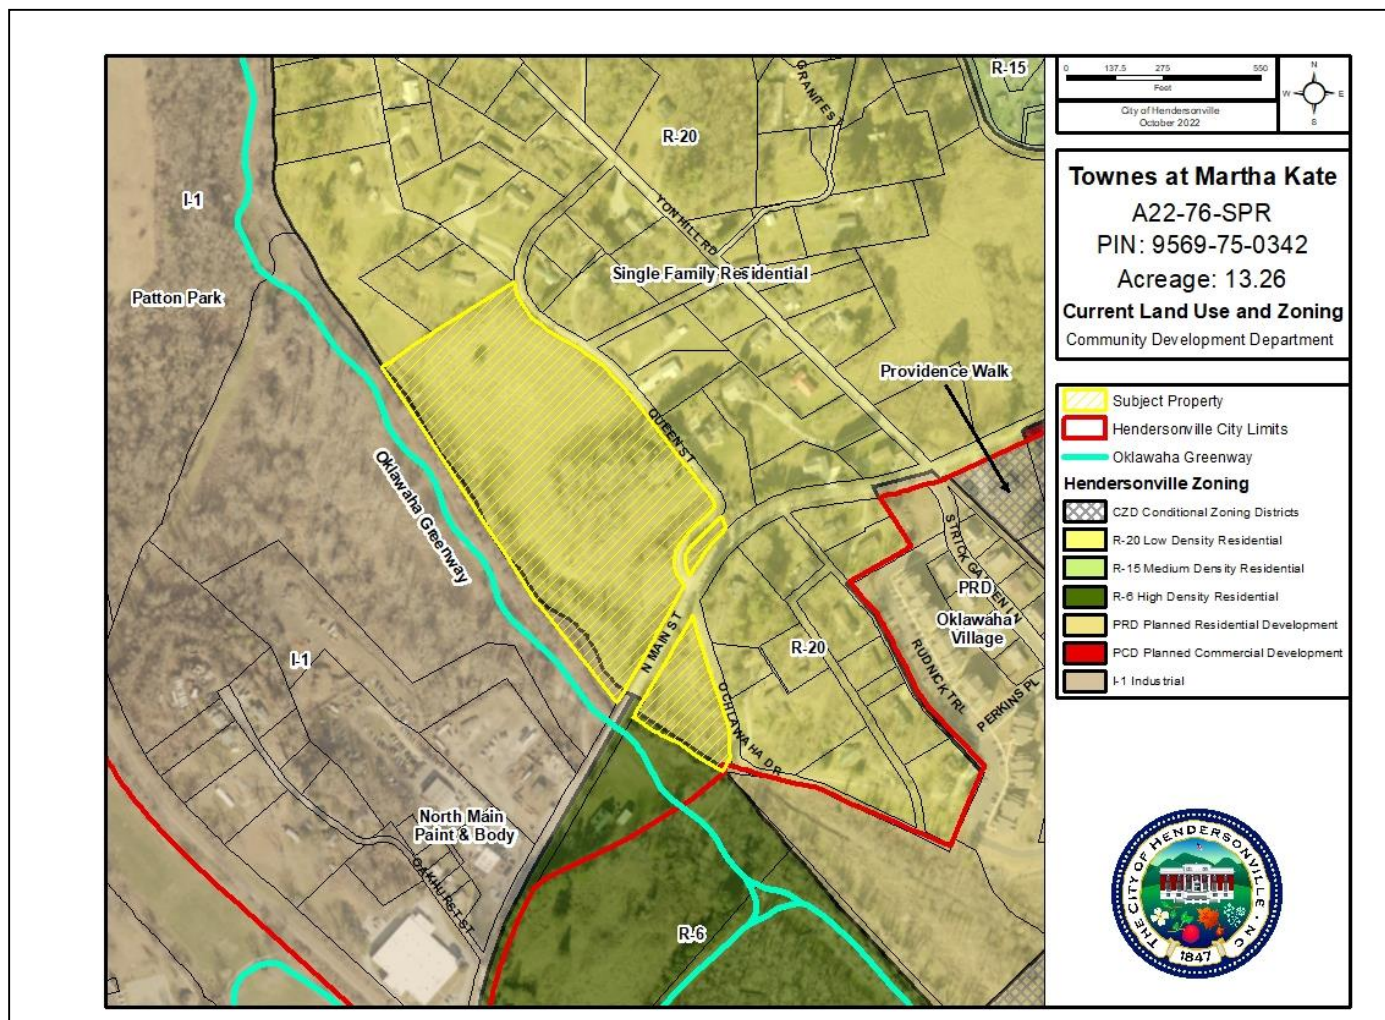 R-15
GRANITE ST
R-20
I-1
YON HILL RD
Single Family Residential
Patton Park
Providence Walk
QUEEN ST
Oklawaha Greenway
STRICK GARDEN LN
PRD
Oklawaha
Village
N MAIN ST
R-20
RUDNICK TRL
PERKINS PL
I-1
OCHLAWAHA DR
North Main
Paint & Body
OAKHURST ST
R-6
0 137.5 275 550
Feet
City of Hendersonville
October 2022
N
W E
S
Townes at Martha Kate
A22-76-SPR
PIN: 9569-75-0342
Acreage: 13.26
Current Land Use and Zoning
Community Development Department
Subject Property
Hendersonville City Limits
Oklawaha Greenway
Hendersonville Zoning
CZD Conditional Zoning Districts
R-20 Low Density Residential
R-15 Medium Density Residential
R-6 High Density Residential
PRD Planned Residential Development
PCD Planned Commercial Development
I-1 Industrial
THE CITY OF HENDERSONVILLE, NC
1847